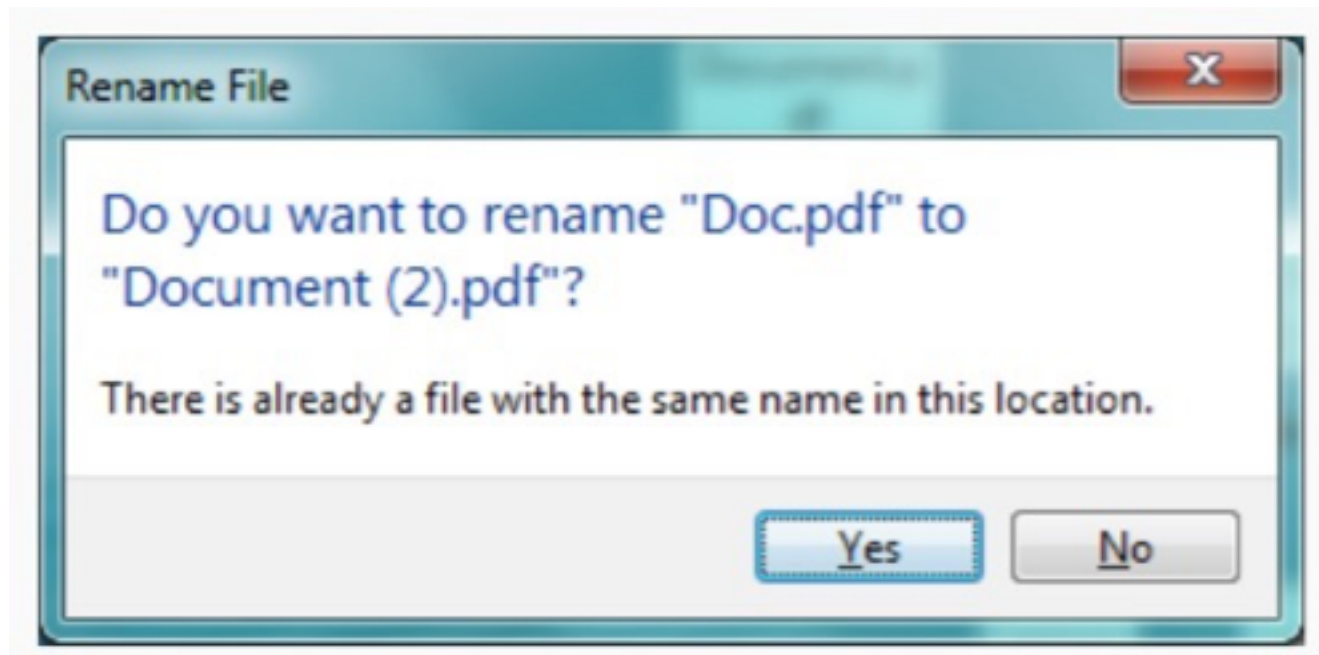 Rename File
Do you want to rename "Doc.pdf" to
"Document (2).pdf"?
There is already a file with the same name in this location.
Yes
No